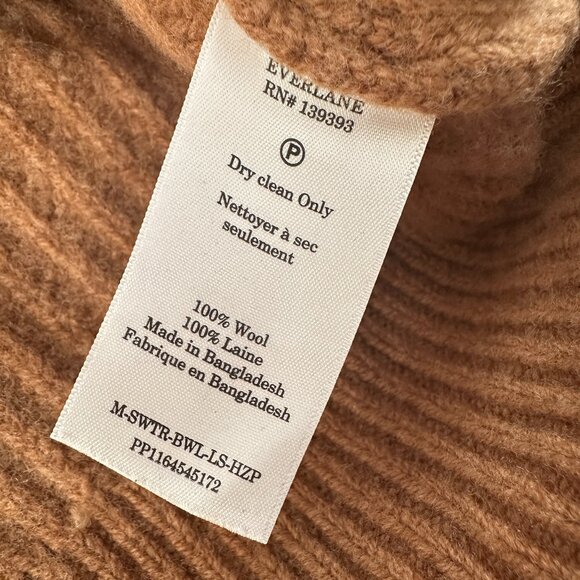 EVERLANE
RN# 139393
P
Dry clean Only
Nettoyer à sec
seulement
100% Wool
100% Laine
Made in Bangladesh
Fabrique en Bangladesh
M-SWTR-BWL-LS-HZP
PP1164545172